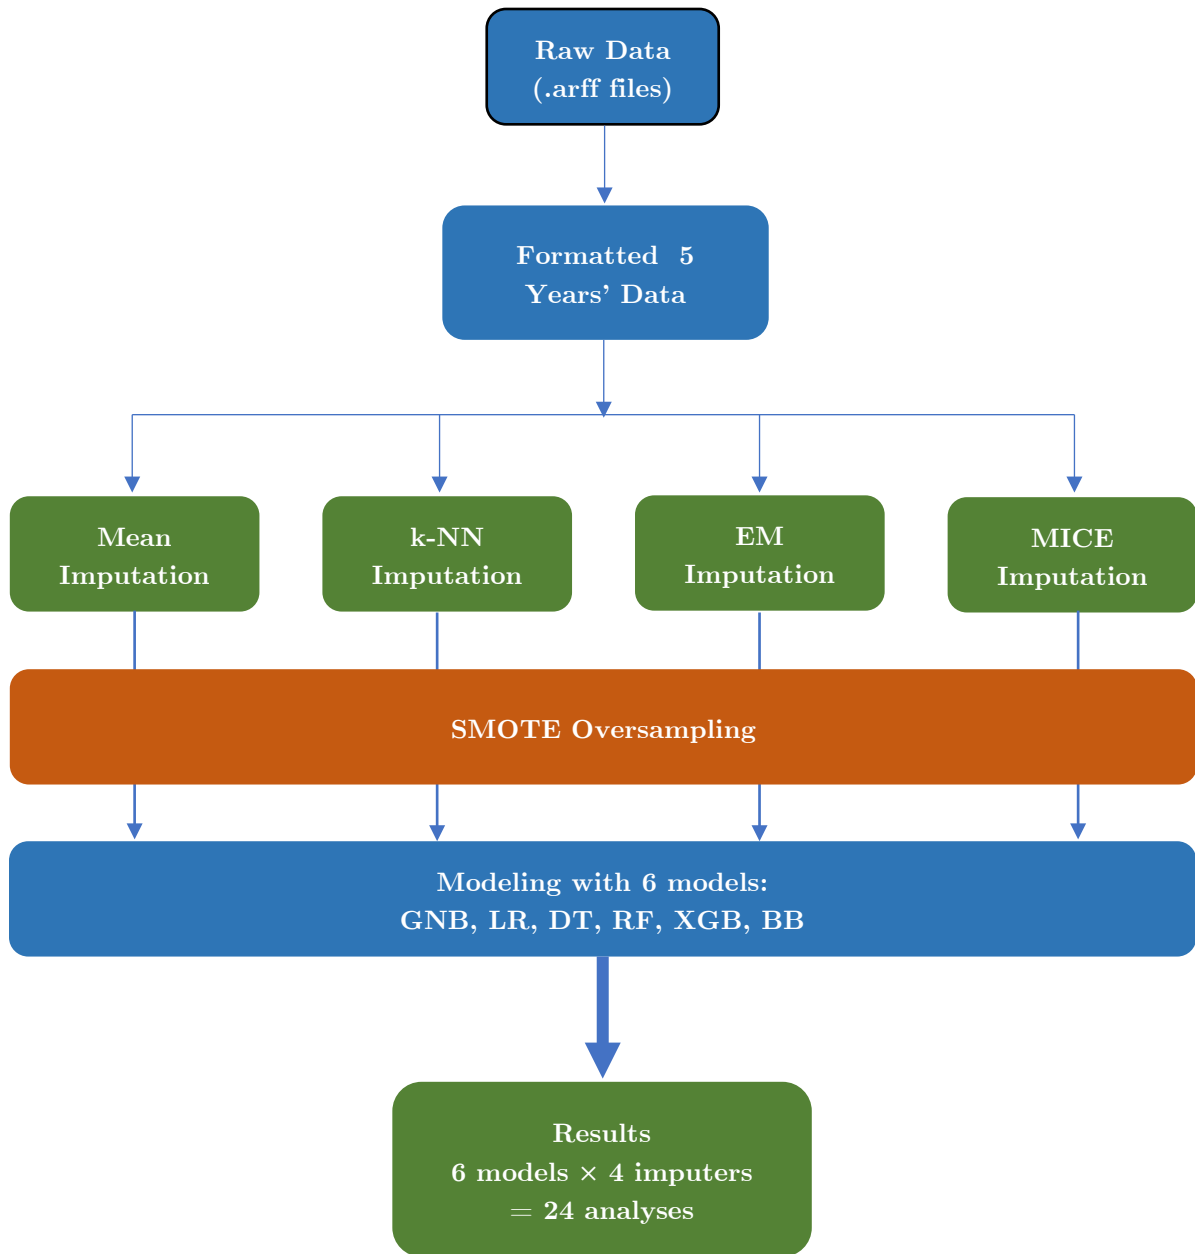 Raw Data
(.arff files)
Formatted 5
Years’ Data
Mean
Imputation
k-NN
Imputation
EM
Imputation
MICE
Imputation
SMOTE Oversampling
Modeling with 6 models:
GNB, LR, DT, RF, XGB, BB
Results
6 models × 4 imputers
= 24 analyses